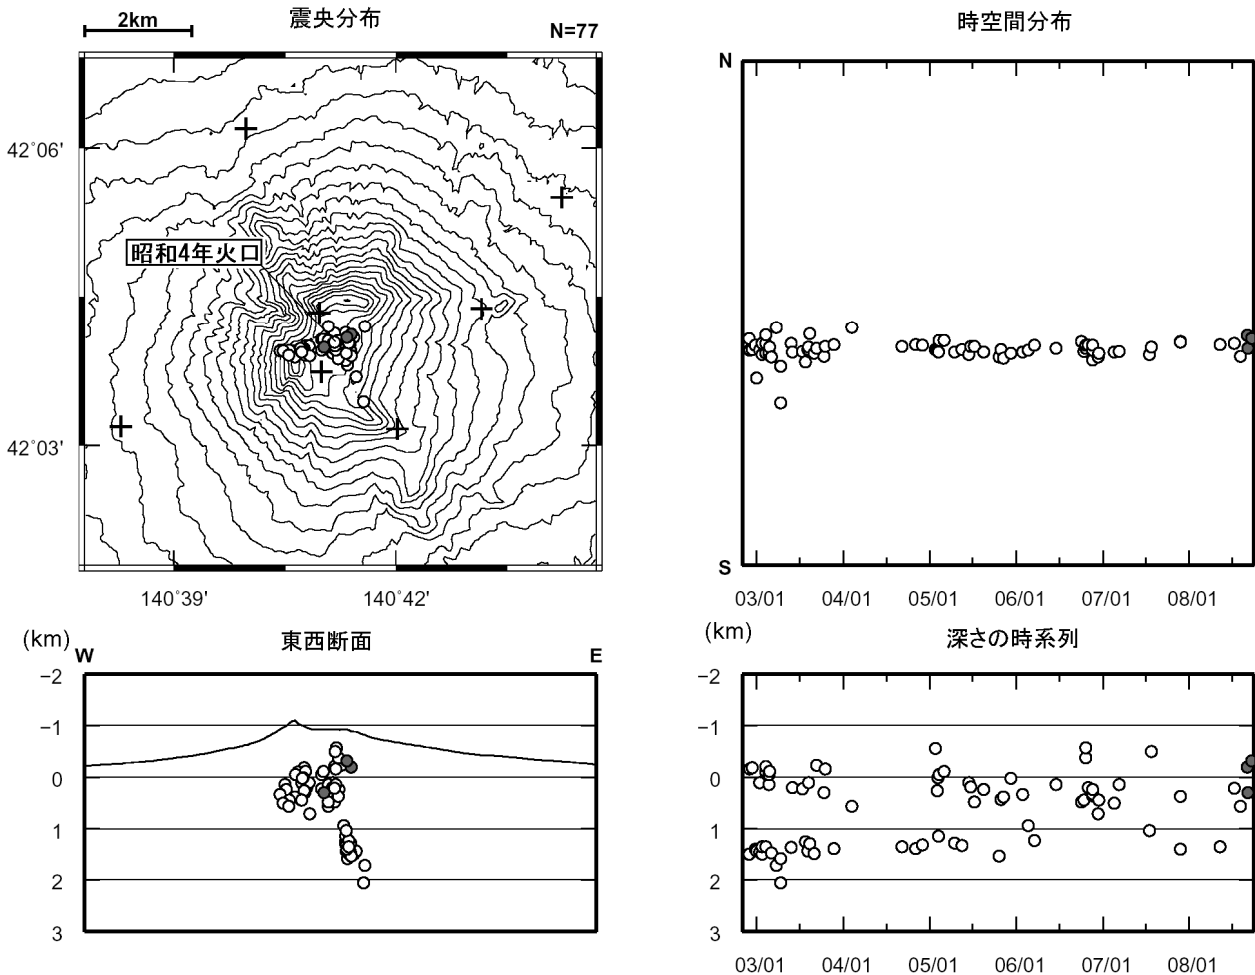 2km
震央分布
N=77
42°06'
昭和4年火口
42°03'
140°39'
140°42'
時空間分布
N
S
03/01
04/01
05/01
06/01
07/01
08/01
(km)
W
東西断面
E
−2
−1
0
1
2
3
(km)
深さの時系列
−2
−1
0
1
2
3
03/01
04/01
05/01
06/01
07/01
08/01